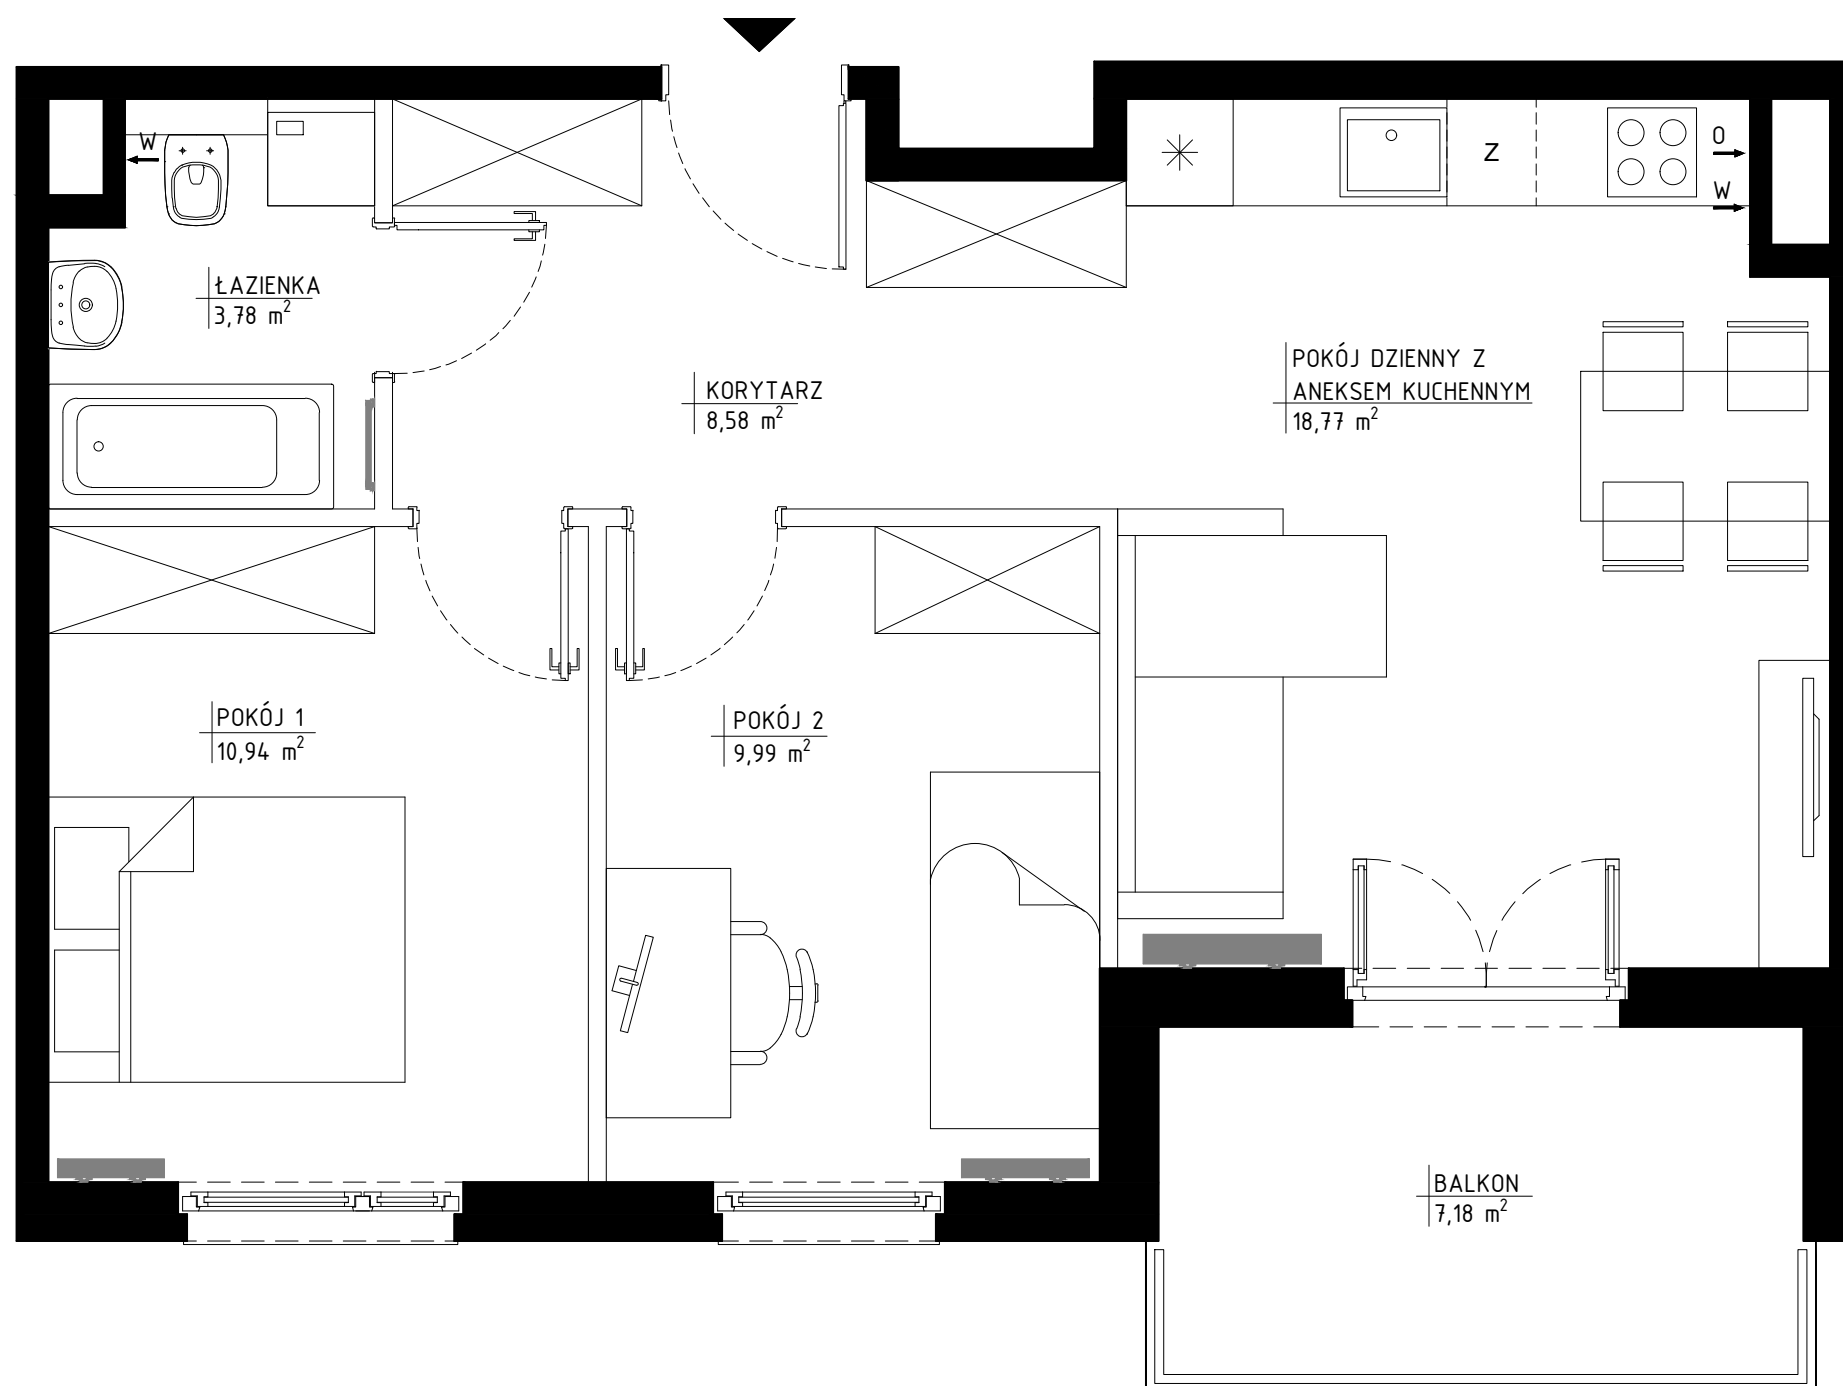 W
O
Z
W
ŁAZIENKA
3,78 m²
POKÓJ DZIENNY Z
ANEKSEM KUCHENNYM
18,77 m²
KORYTARZ
8,58 m²
POKÓJ 1
10,94 m²
POKÓJ 2
9,99 m²
BALKON
7,18 m²